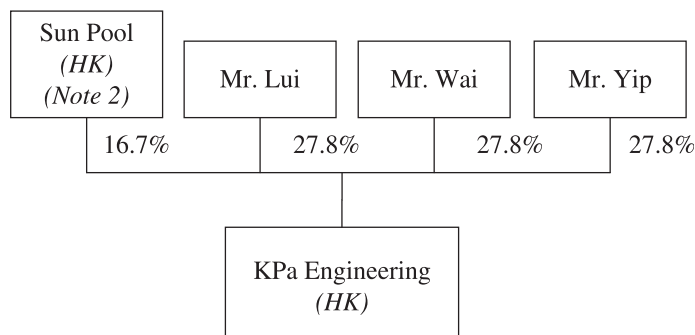 Sun Pool
(HK)
(Note 2)
Mr. Lui
Mr. Wai
Mr. Yip
16.7%
27.8%
27.8%
27.8%
KPa Engineering
(HK)